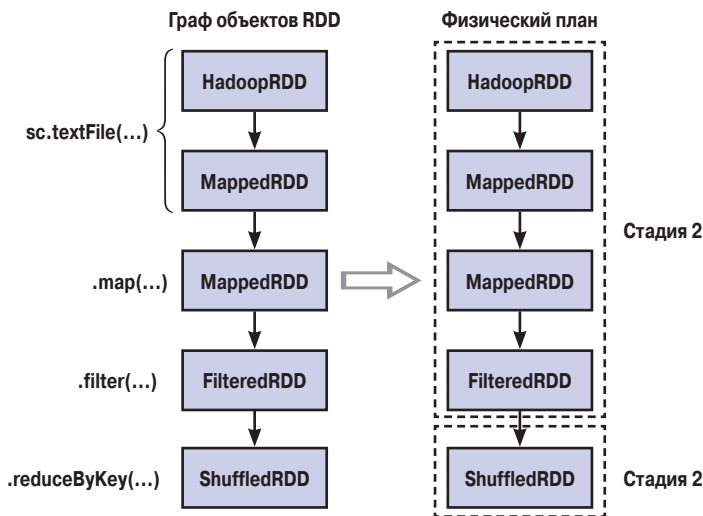 Граф объектов RDD
Физический план
HadoopRDD
HadoopRDD
sc.textFile(...)
MappedRDD
MappedRDD
Стадия 2
.map(...)
MappedRDD
MappedRDD
.filter(...)
FilteredRDD
FilteredRDD
.reduceByKey(...)
ShuffledRDD
ShuffledRDD
Стадия 2